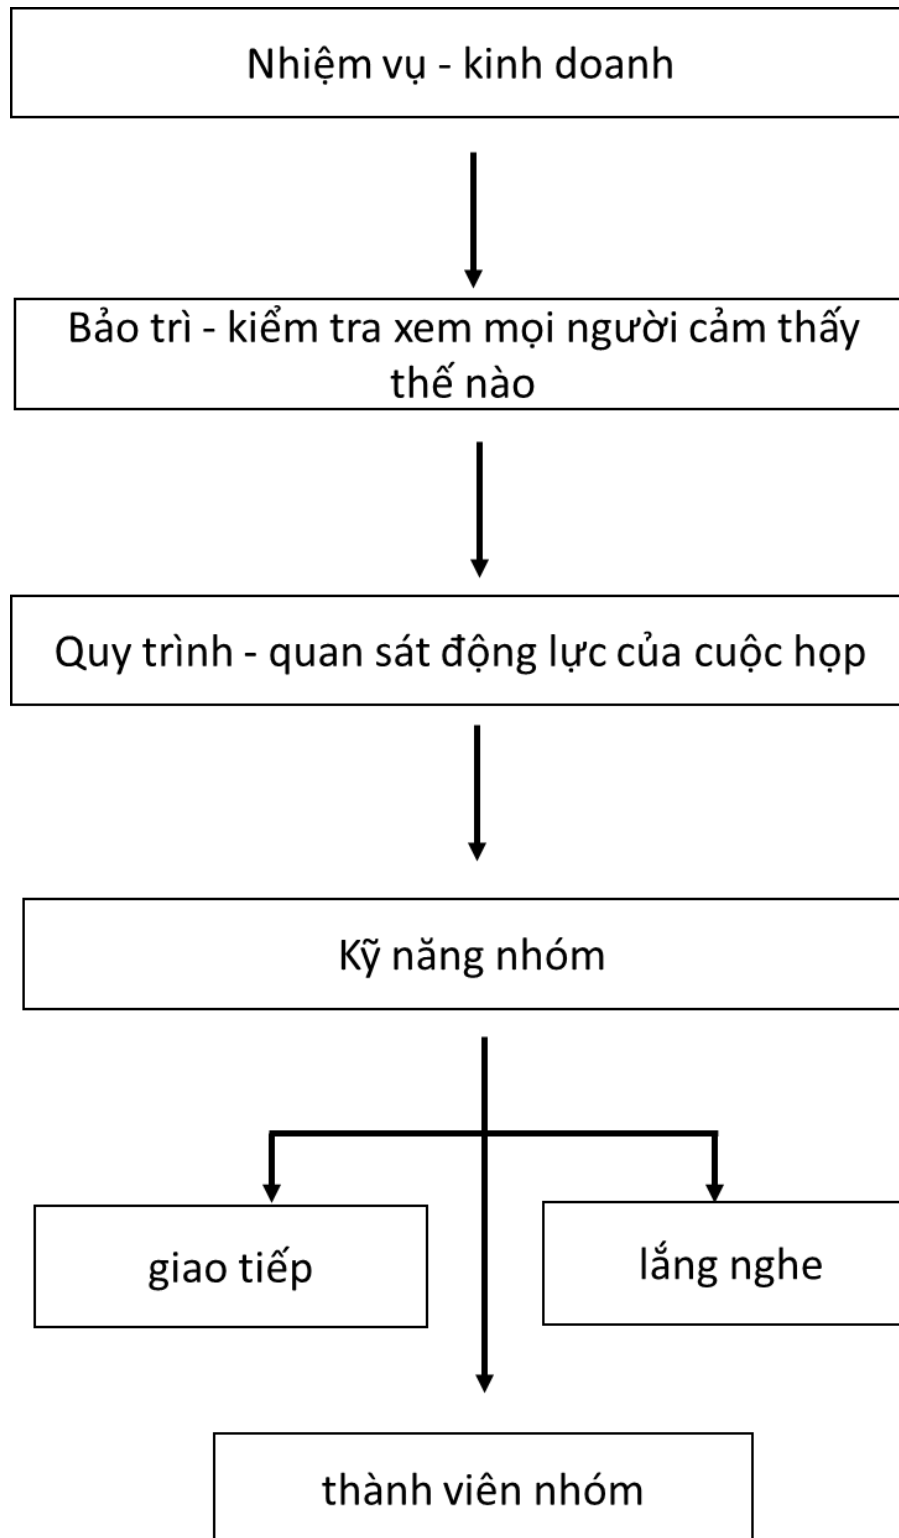 Nhiệm vụ - kinh doanh
Bảo trì - kiểm tra xem mọi người cảm thấy
thế nào
Quy trình - quan sát động lực của cuộc họp
Kỹ năng nhóm
giao tiếp
lắng nghe
thành viên nhóm